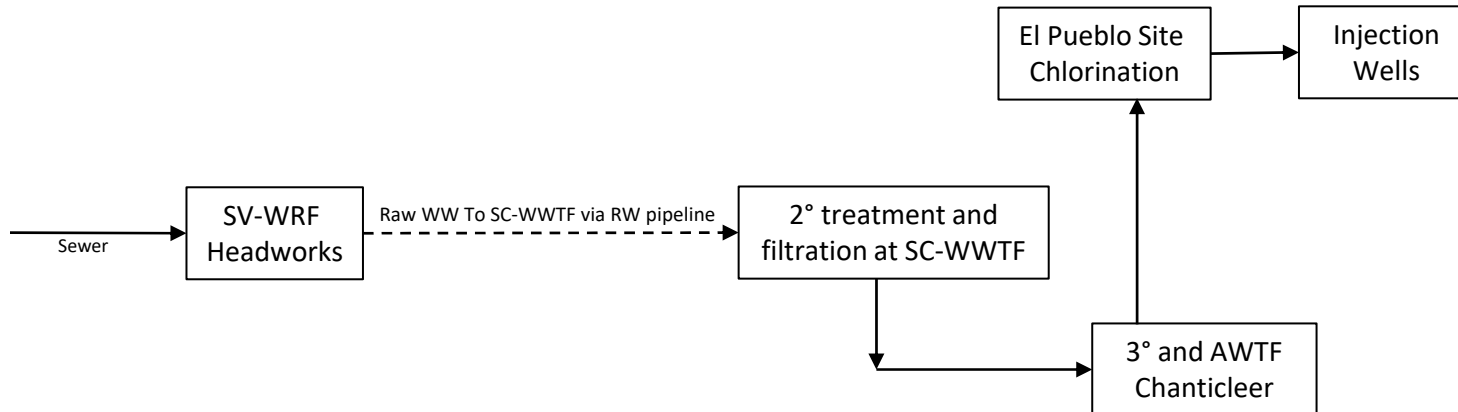 El Pueblo Site
Chlorination
Injection
Wells
Sewer
SV-WRF
Headworks
Raw WW To SC-WWTF via RW pipeline
2° treatment and
filtration at SC-WWTF
3° and AWTF
Chanticleer